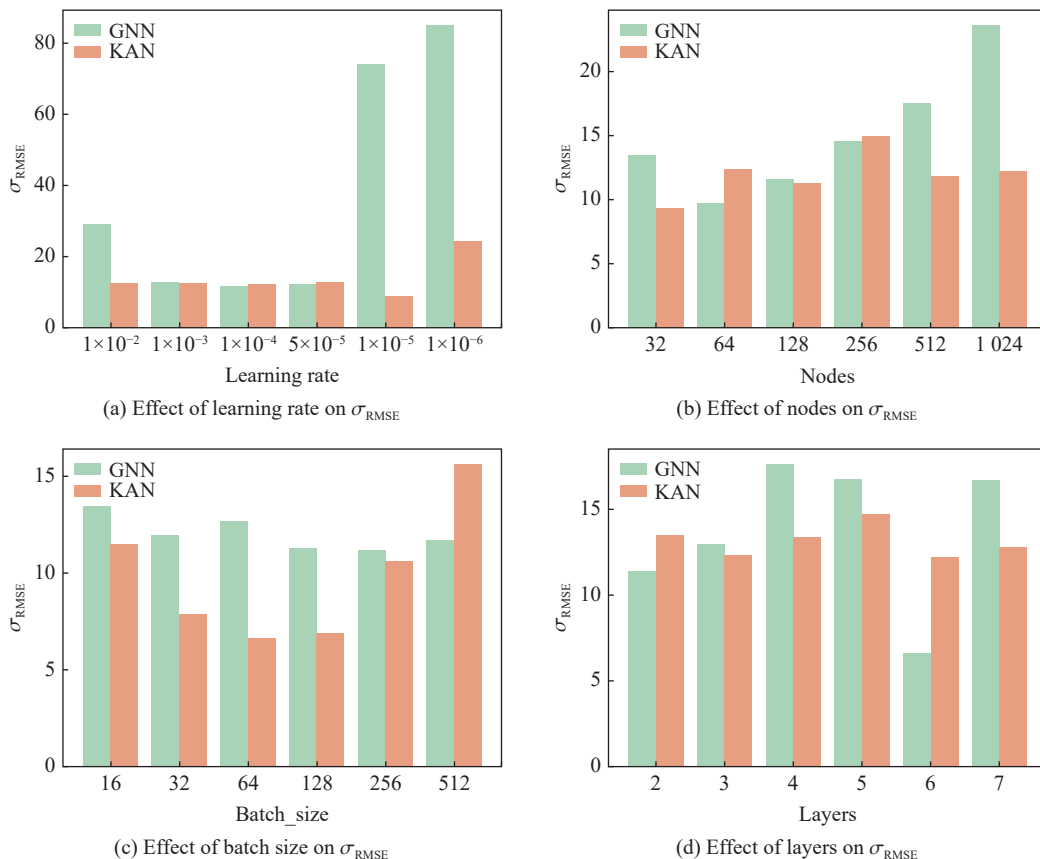 GNN
KAN
80
60
40
20
0
σRMSE
1×10⁻² 1×10⁻³ 1×10⁻⁴ 5×10⁻⁵ 1×10⁻⁵ 1×10⁻⁶
Learning rate
(a) Effect of learning rate on σRMSE
GNN
KAN
20
15
10
5
0
σRMSE
32 64 128 256 512 1 024
Nodes
(b) Effect of nodes on σRMSE
GNN
KAN
15
10
5
0
σRMSE
16 32 64 128 256 512
Batch_size
(c) Effect of batch size on σRMSE
GNN
KAN
15
10
5
0
σRMSE
2 3 4 5 6 7
Layers
(d) Effect of layers on σRMSE